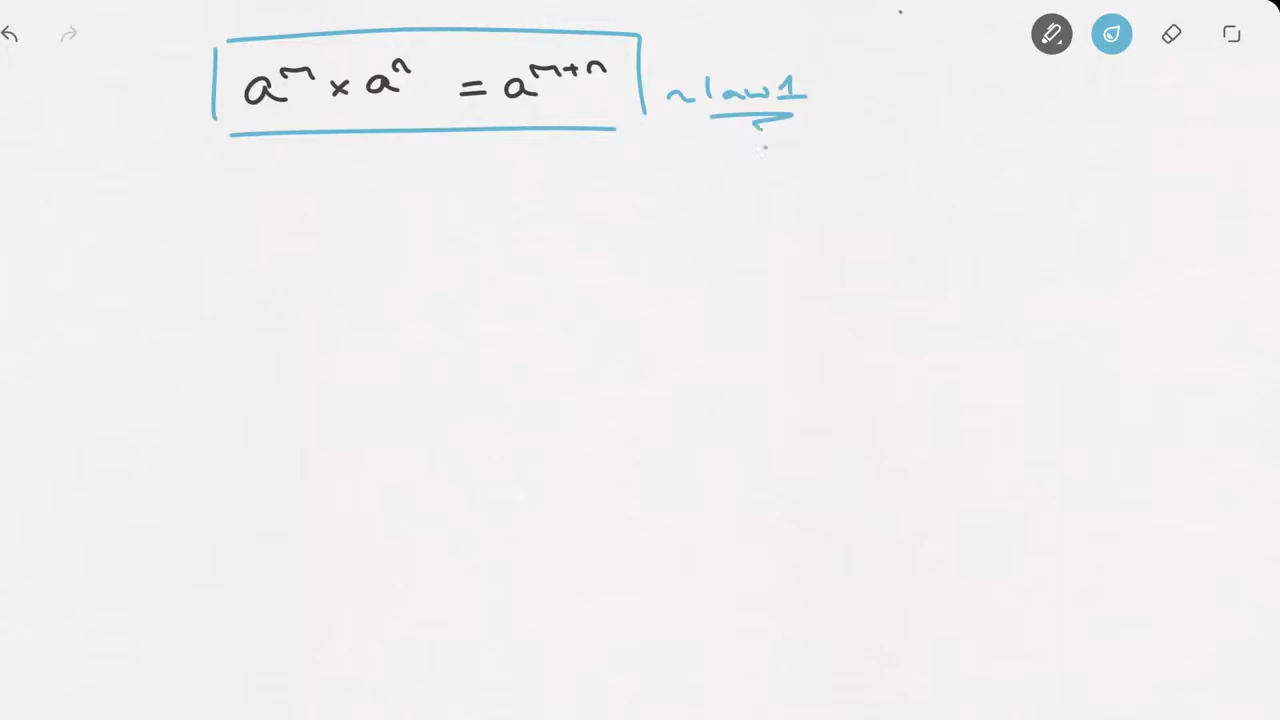 a^m × a^n = a^{m+n} ~ law 1